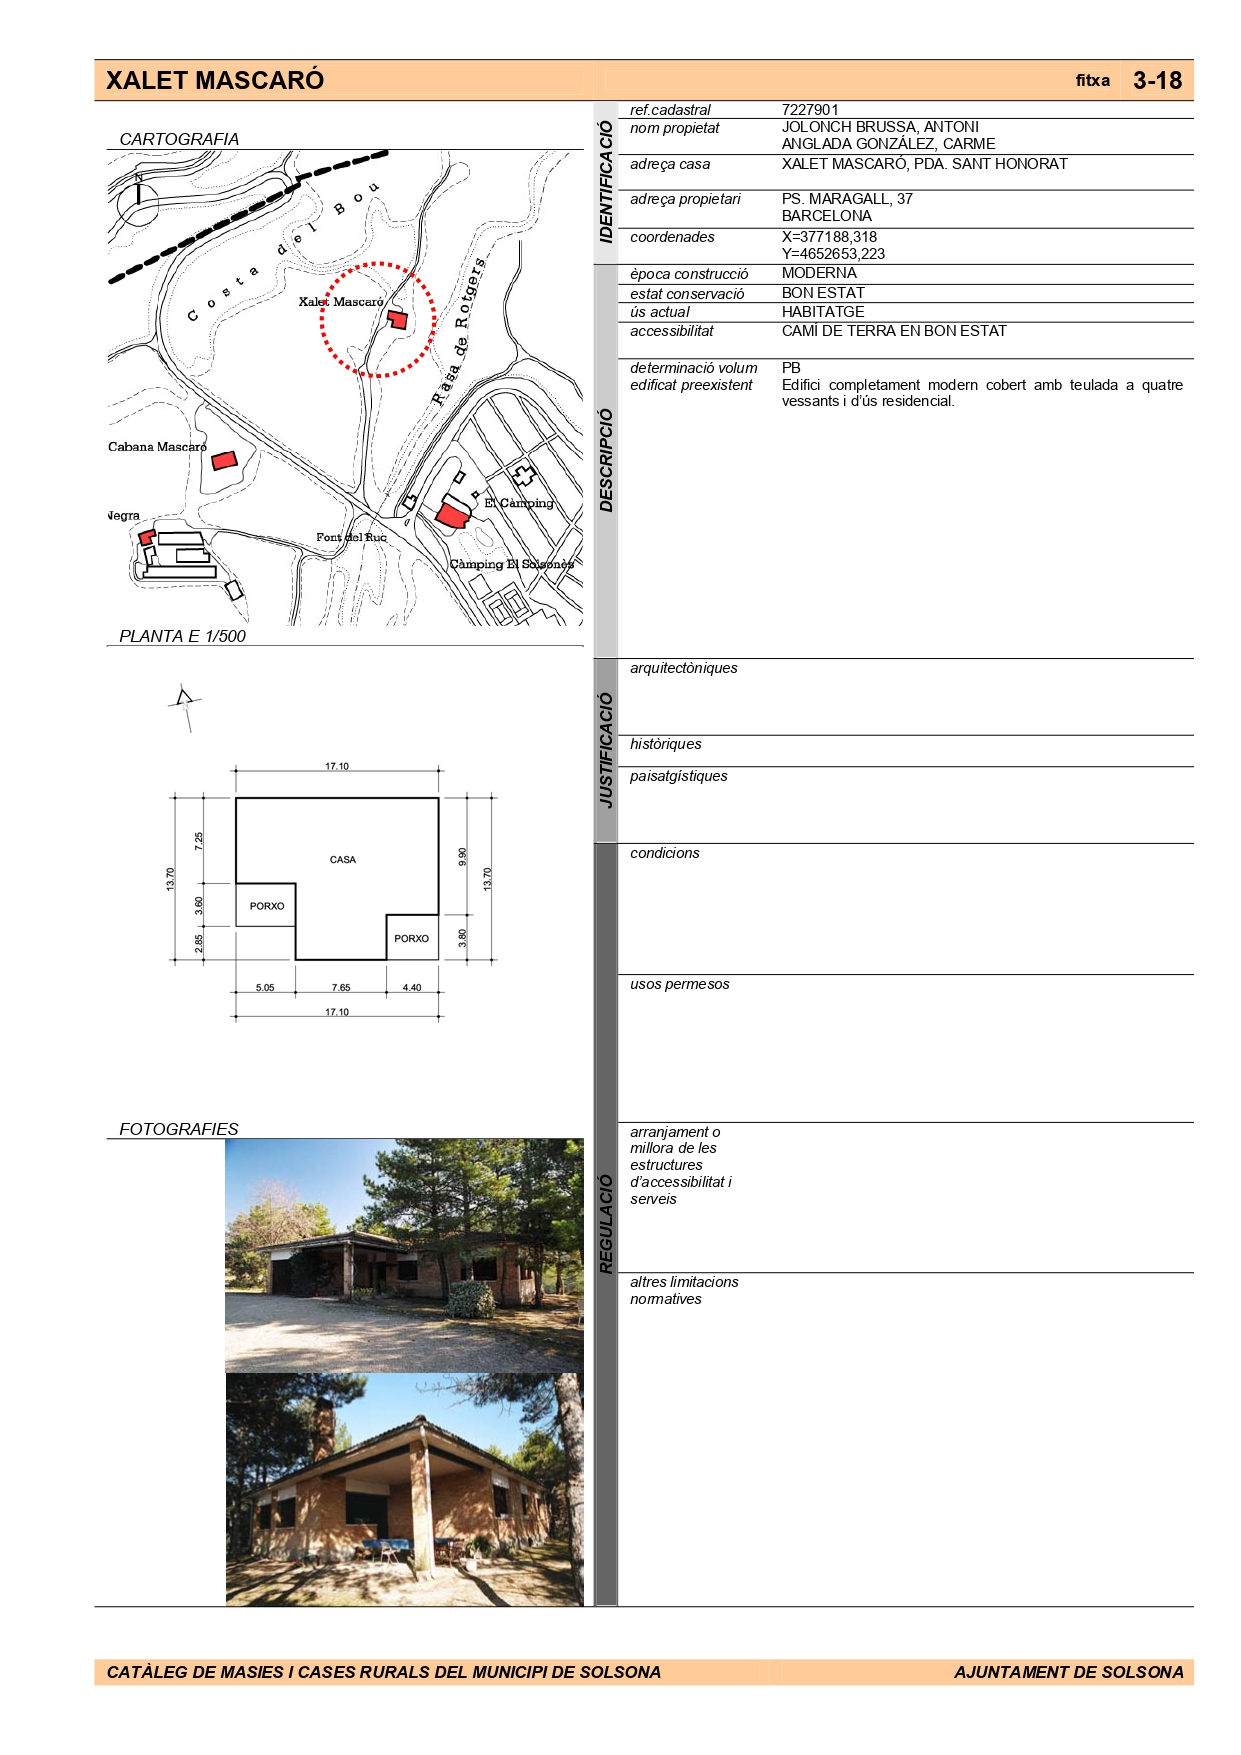 XALET MASCARÓ
fitxa 3-18
CARTOGRAFIA
N
Costa del Bou
Xalet Mascaró
Rasa de Rotgers
Cabana Mascaró
El Càmping
Font del Ruc
Càmping El Solsonès
PLANTA E 1/500
17.10
7.25
3.60
2.85
13.70
CASA
PORXO
PORXO
9.90
3.80
13.70
5.05 7.65 4.40
17.10
FOTOGRAFIES
IDENTIFICACIÓ
ref.cadastral 7227901
nom propietat JOLONCH BRUSSA, ANTONI
ANGLADA GONZÁLEZ, CARME
adreça casa XALET MASCARÓ, PDA. SANT HONORAT
adreça propietari PS. MARAGALL, 37
BARCELONA
coordenades X=377188,318
Y=4652653,223
DESCRIPCIÓ
època construcció MODERNA
estat conservació BON ESTAT
ús actual HABITATGE
accessibilitat CAMÍ DE TERRA EN BON ESTAT
determinació volum PB
edificat preexistent Edifici completament modern cobert amb teulada a quatre
vessants i d'ús residencial.
JUSTIFICACIÓ
arquitectòniques
històriques
paisatgístiques
REGULACIÓ
condicions
usos permesos
arranjament o
millora de les
estructures
d'accessibilitat i
serveis
altres limitacions
normatives
CATÀLEG DE MASIES I CASES RURALS DEL MUNICIPI DE SOLSONA
AJUNTAMENT DE SOLSONA